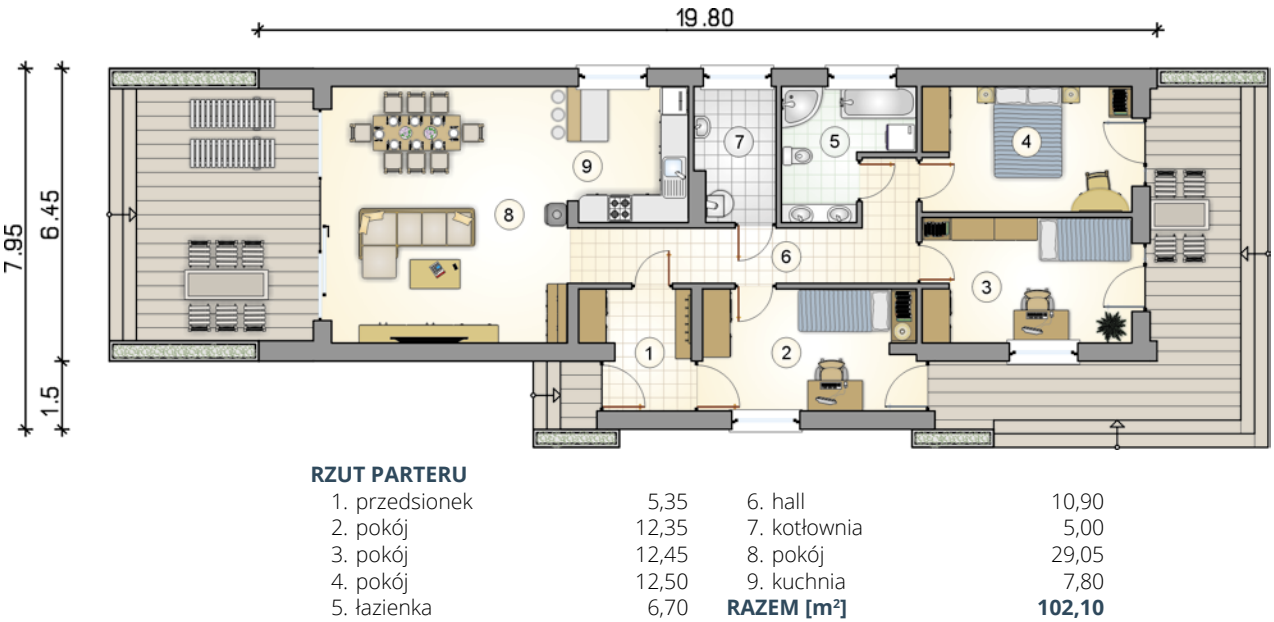 19.80
7.95
6.45
1.5
9
7
5
4
8
6
3
1
2
RZUT PARTERU
1. przedsionek 5,35
2. pokój 12,35
3. pokój 12,45
4. pokój 12,50
5. łazienka 6,70
6. hall 10,90
7. kotłownia 5,00
8. pokój 29,05
9. kuchnia 7,80
RAZEM [m²] 102,10